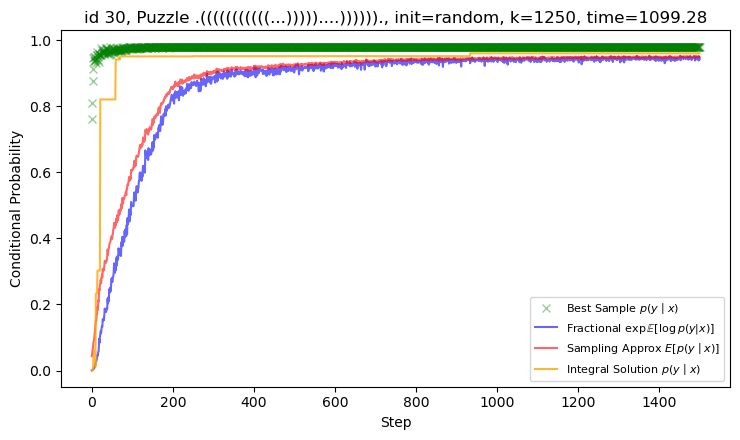 id 30, Puzzle .(((((((((((...)))))....))))))., init=random, k=1250, time=1099.28
Conditional Probability
1.0
0.8
0.6
0.4
0.2
0.0
Best Sample p(y | x)
Fractional exp 𝔼[log p(y|x)]
Sampling Approx E[p(y | x)]
Integral Solution p(y | x)
0 200 400 600 800 1000 1200 1400
Step